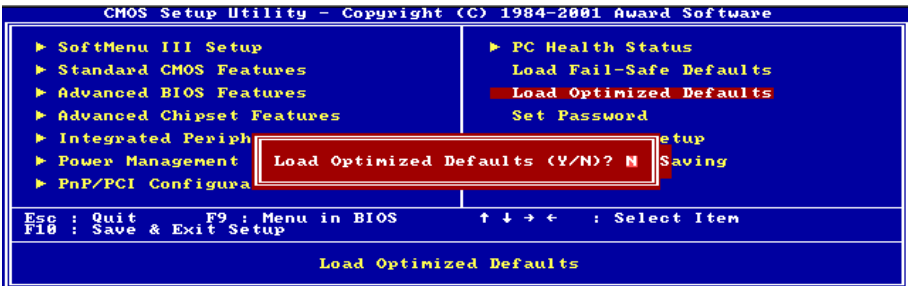 CMOS Setup Utility - Copyright (C) 1984-2001 Award Software
► SoftMenu III Setup
► Standard CMOS Features
► Advanced BIOS Features
► Advanced Chipset Features
► Integrated Periph
► Power Management
► PnP/PCI Configura
► PC Health Status
Load Fail-Safe Defaults
Load Optimized Defaults
Set Password
etup
Saving
Load Optimized Defaults (Y/N)? N
Esc : Quit F9 : Menu in BIOS ↑ ↓ → ← : Select Item
F10 : Save & Exit Setup
Load Optimized Defaults